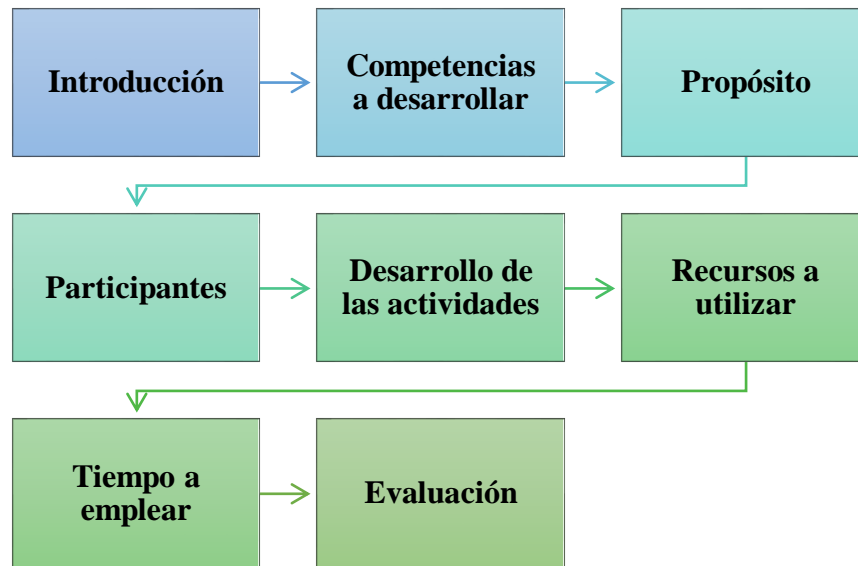 Introducción
Competencias
a desarrollar
Propósito
Participantes
Desarrollo de
las actividades
Recursos a
utilizar
Tiempo a
emplear
Evaluación